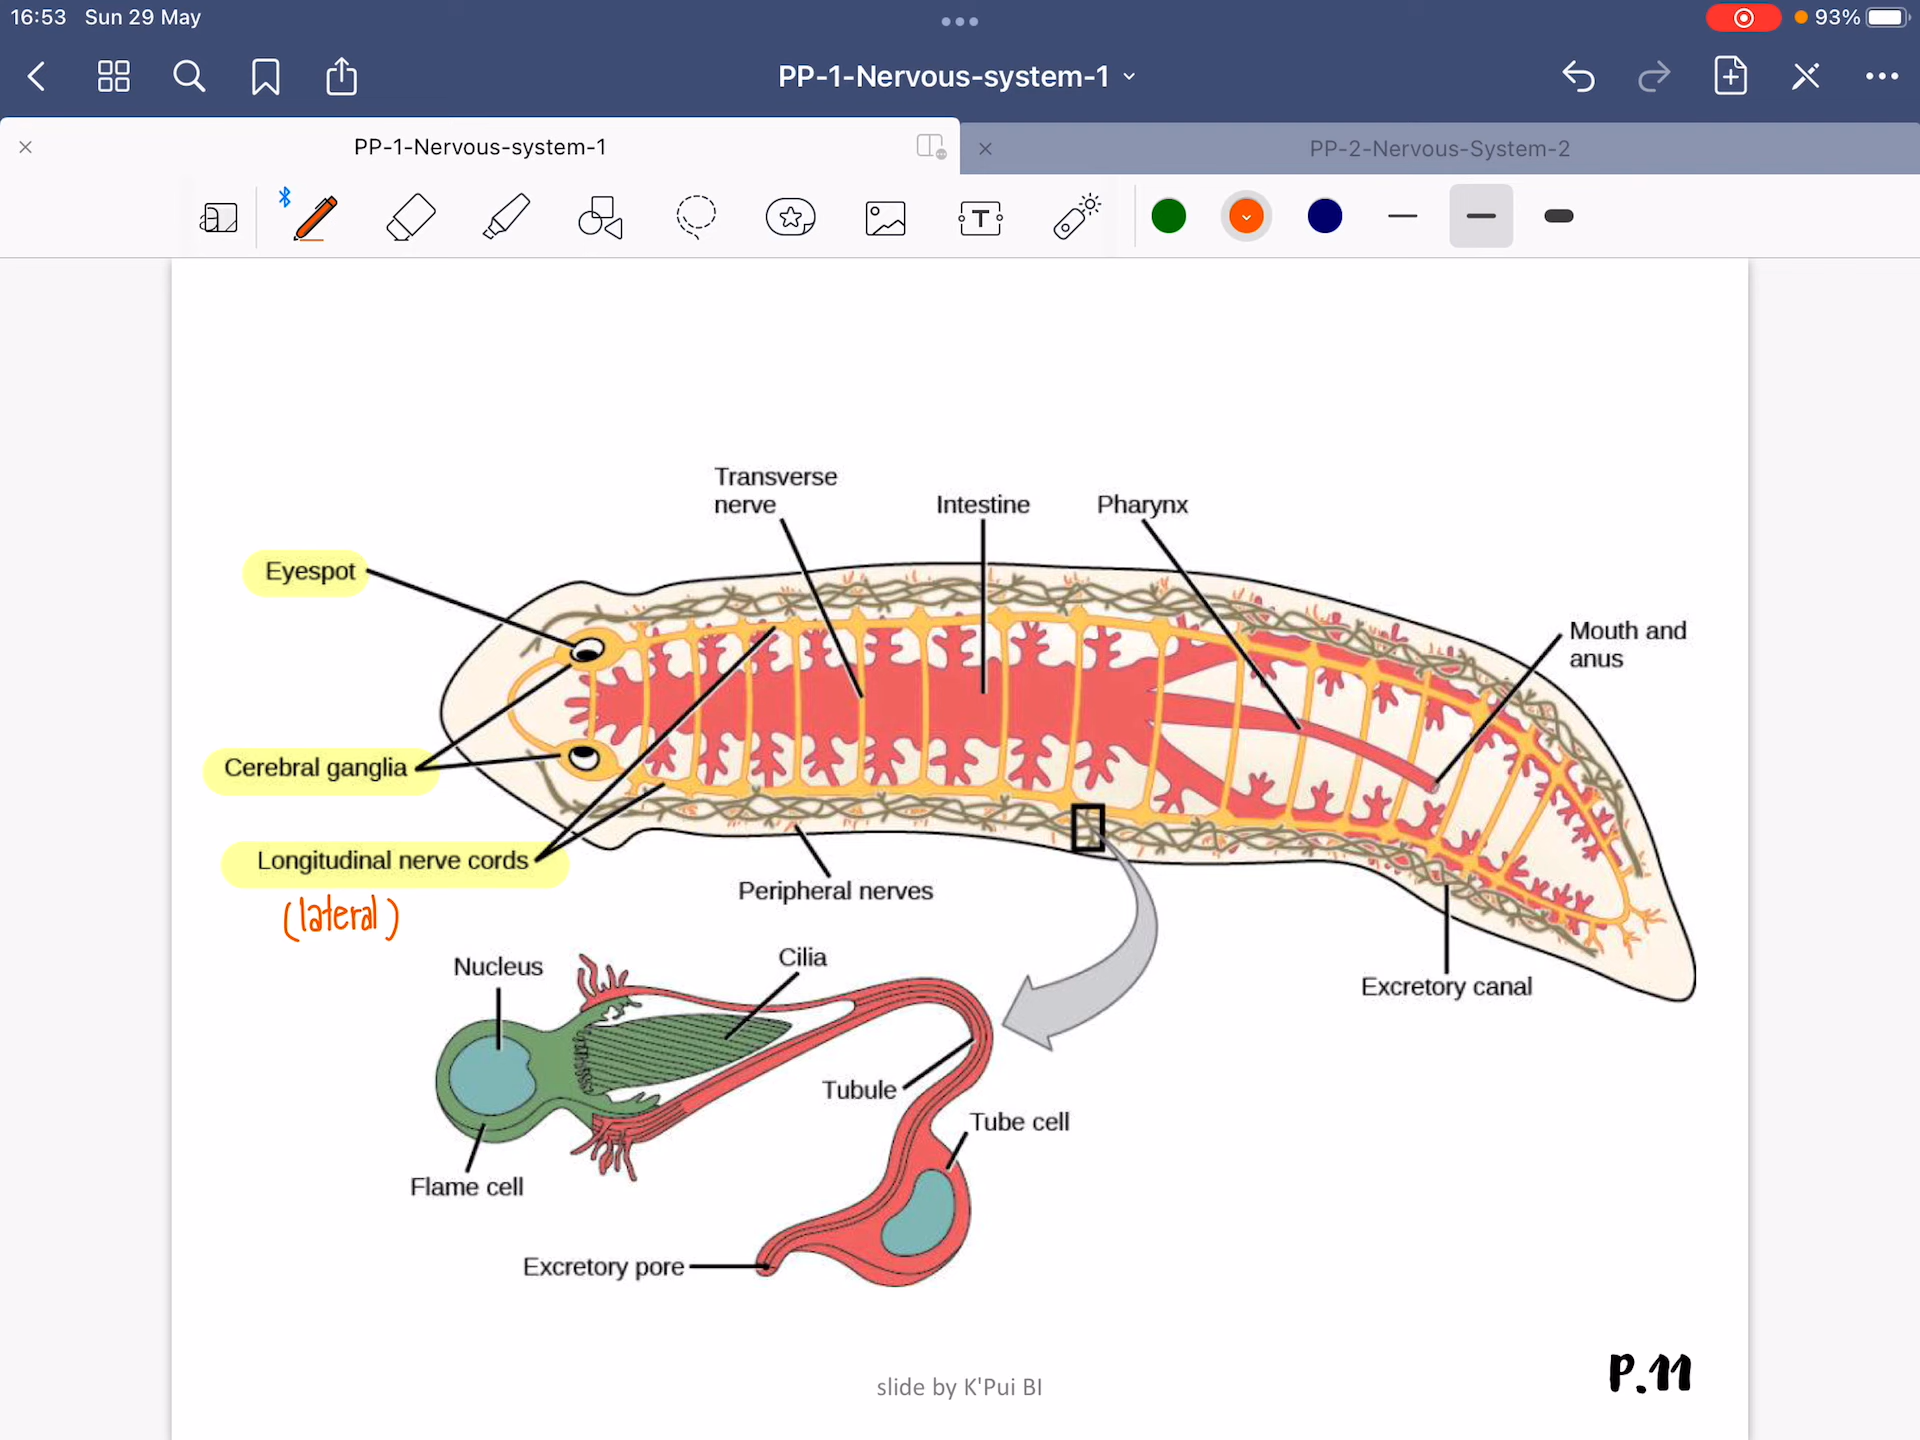 16:53 Sun 29 May
93%
PP-1-Nervous-system-1
PP-1-Nervous-system-1
PP-2-Nervous-System-2
Transverse
nerve
Intestine
Pharynx
Eyespot
Mouth and
anus
Cerebral ganglia
Longitudinal nerve cords
(lateral)
Peripheral nerves
Nucleus
Cilia
Excretory canal
Tubule
Tube cell
Flame cell
Excretory pore
slide by K'Pui BI
P.11